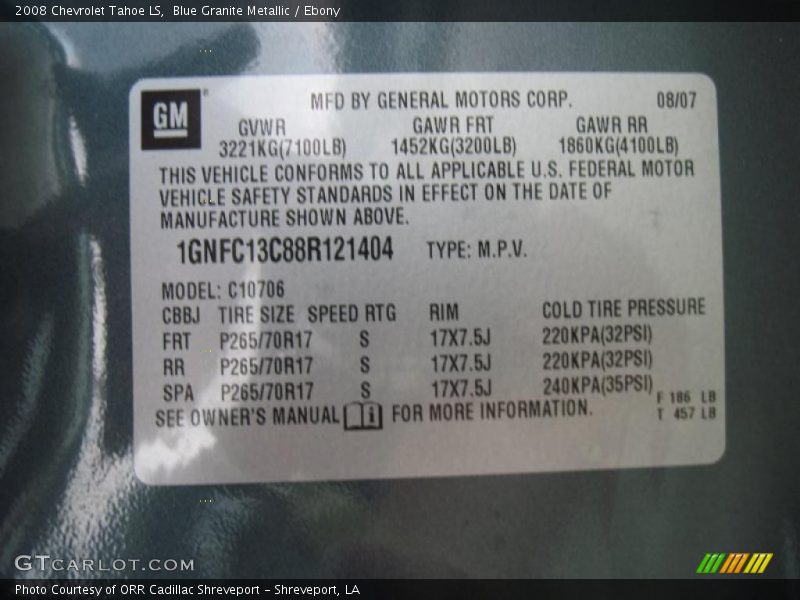 2008 Chevrolet Tahoe LS,  Blue Granite Metallic / Ebony
GM® MFD BY GENERAL MOTORS CORP. 08/07
GVWR GAWR FRT GAWR RR
3221KG(7100LB) 1452KG(3200LB) 1860KG(4100LB)
THIS VEHICLE CONFORMS TO ALL APPLICABLE U.S. FEDERAL MOTOR
VEHICLE SAFETY STANDARDS IN EFFECT ON THE DATE OF
MANUFACTURE SHOWN ABOVE.
1GNFC13C88R121404 TYPE: M.P.V.
MODEL: C10706
CBBJ TIRE SIZE SPEED RTG RIM COLD TIRE PRESSURE
FRT P265/70R17 S 17X7.5J 220KPA(32PSI)
RR P265/70R17 S 17X7.5J 220KPA(32PSI)
SPA P265/70R17 S 17X7.5J 240KPA(35PSI)
F 186 LB
SEE OWNER'S MANUAL i FOR MORE INFORMATION. T 457 LB
GTCARLOT.COM
Photo Courtesy of ORR Cadillac Shreveport - Shreveport, LA